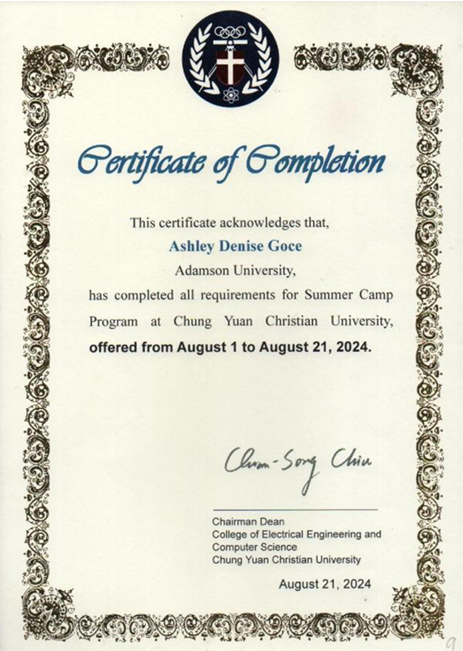 Certificate of Completion
This certificate acknowledges that,
Ashley Denise Goce
Adamson University,
has completed all requirements for Summer Camp
Program at Chung Yuan Christian University,
offered from August 1 to August 21, 2024.
Chun-Song Chiu
Chairman Dean
College of Electrical Engineering and
Computer Science
Chung Yuan Christian University
August 21, 2024
9